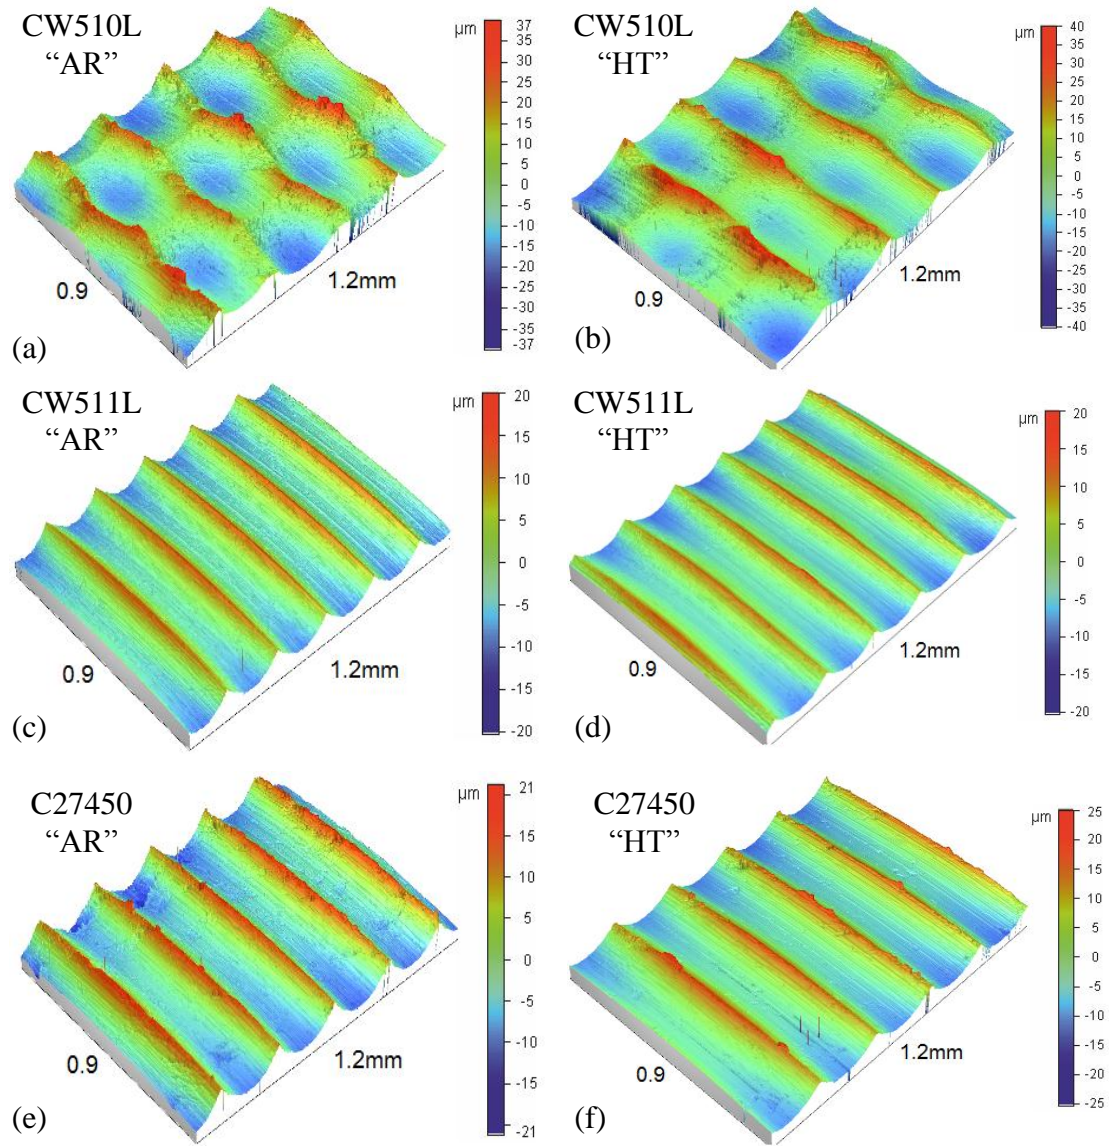 CW510L
“AR”
µm
37
35
30
25
20
15
10
5
0
-5
-10
-15
-20
-25
-30
-35
-37
0.9
1.2mm
(a)
CW510L
“HT”
µm
40
35
30
25
20
15
10
5
0
-5
-10
-15
-20
-25
-30
-35
-40
0.9
1.2mm
(b)
CW511L
“AR”
µm
20
15
10
5
0
-5
-10
-15
-20
0.9
1.2mm
(c)
CW511L
“HT”
µm
20
15
10
5
0
-5
-10
-15
-20
0.9
1.2mm
(d)
C27450
“AR”
µm
21
15
10
5
0
-5
-10
-15
-21
0.9
1.2mm
(e)
C27450
“HT”
µm
25
20
15
10
5
0
-5
-10
-15
-20
-25
0.9
1.2mm
(f)